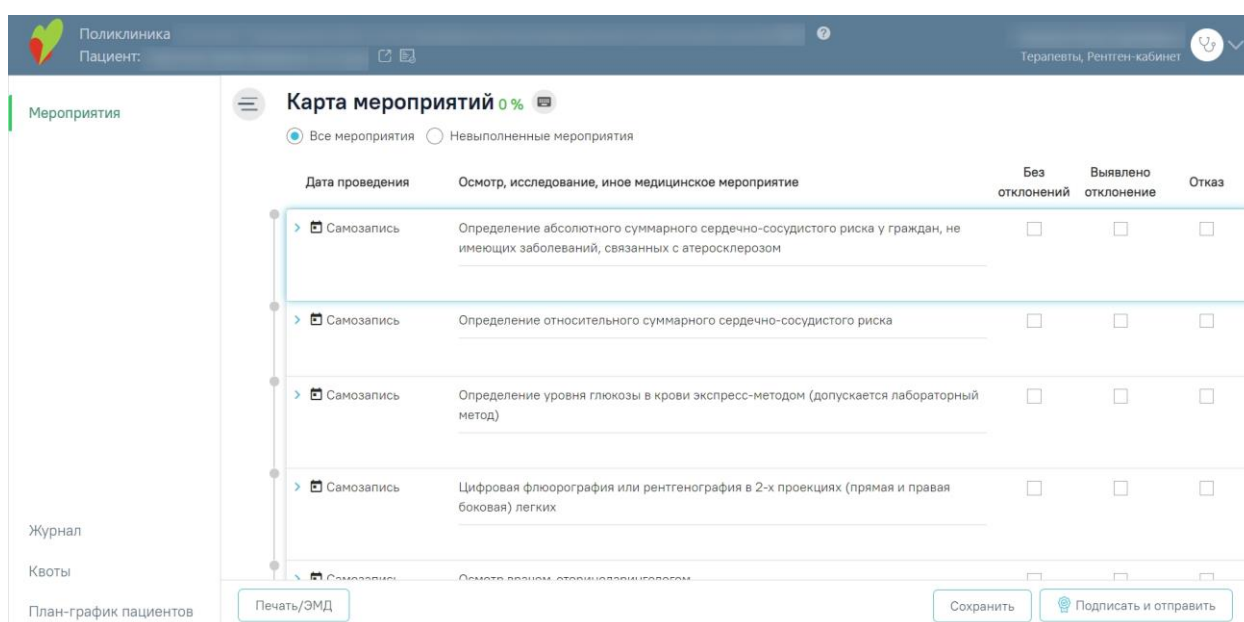 Поликлиника
Пациент:
Терапевты, Рентген-кабинет
Мероприятия
Карта мероприятий 0 %
Все мероприятия Невыполненные мероприятия
Дата проведения Осмотр, исследование, иное медицинское мероприятие Без отклонений Выявлено отклонение Отказ
Самозапись Определение абсолютного суммарного сердечно-сосудистого риска у граждан, не
имеющих заболеваний, связанных с атеросклерозом
Самозапись Определение относительного суммарного сердечно-сосудистого риска
Самозапись Определение уровня глюкозы в крови экспресс-методом (допускается лабораторный
метод)
Самозапись Цифровая флюорография или рентгенография в 2-х проекциях (прямая и правая
боковая) легких
Самозапись Осмотр врачом-оториноларингологом
Журнал
Квоты
План-график пациентов
Печать/ЭМД Сохранить Подписать и отправить